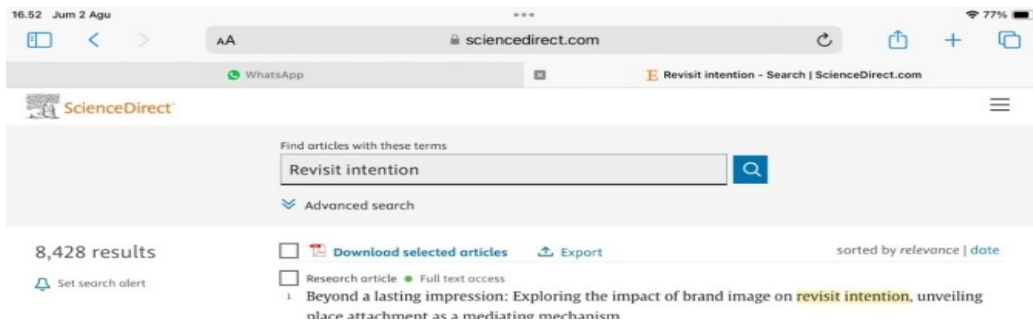 16.52 Jum 2 Agu
77%
AA
sciencedirect.com
WhatsApp
E Revisit intention - Search | ScienceDirect.com
ScienceDirect
Find articles with these terms
Revisit intention
Advanced search
8,428 results
Download selected articles
Export
sorted by relevance | date
Set search alert
Research article • Full text access
1 Beyond a lasting impression: Exploring the impact of brand image on revisit intention, unveiling
place attachment as a mediating mechanism